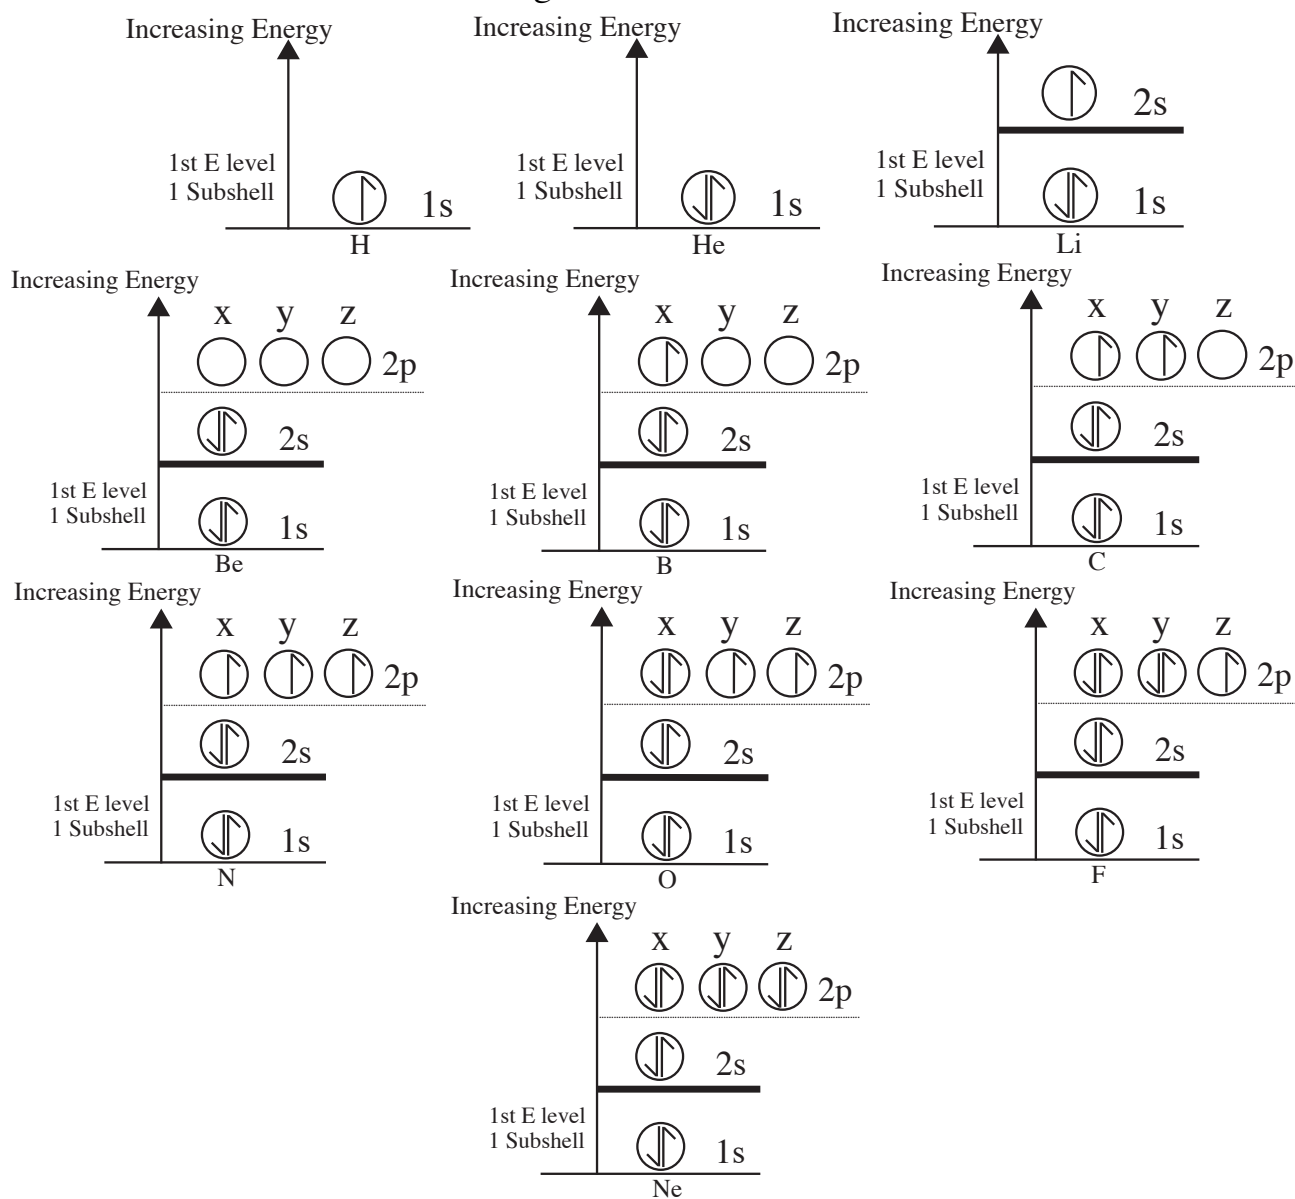 Increasing Energy Increasing Energy Increasing Energy
1st E level
1 Subshell
1s
H
1st E level
1 Subshell
1s
He
2s
1st E level
1 Subshell
1s
Li
Increasing Energy
x y z
2p
2s
1st E level
1 Subshell
1s
Be
Increasing Energy
x y z
2p
2s
1st E level
1 Subshell
1s
B
Increasing Energy
x y z
2p
2s
1st E level
1 Subshell
1s
C
Increasing Energy
x y z
2p
2s
1st E level
1 Subshell
1s
N
Increasing Energy
x y z
2p
2s
1st E level
1 Subshell
1s
O
Increasing Energy
x y z
2p
2s
1st E level
1 Subshell
1s
F
Increasing Energy
x y z
2p
2s
1st E level
1 Subshell
1s
Ne